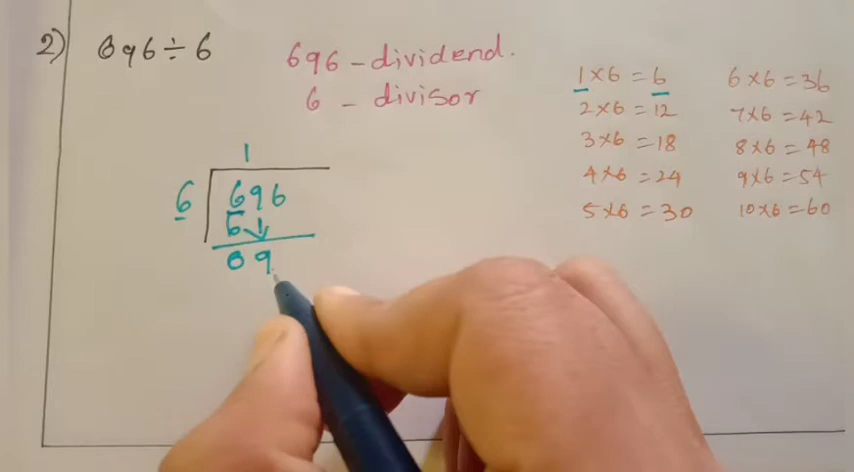 2) 696 ÷ 6
696 - dividend.
6 - divisor
1 × 6 = 6
2 × 6 = 12
3 × 6 = 18
4 × 6 = 24
5 × 6 = 30
6 × 6 = 36
7 × 6 = 42
8 × 6 = 48
9 × 6 = 54
10 × 6 = 60
1
6 696
6↓
09